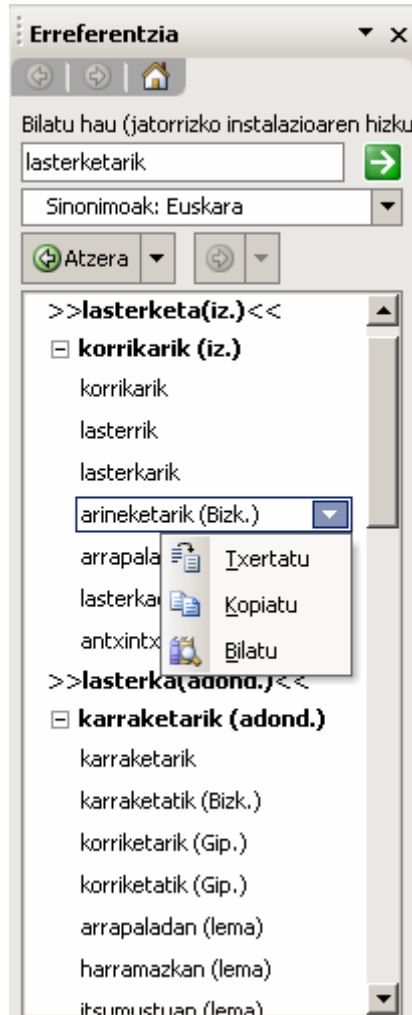 Erreferentzia
Bilatu hau (jatorrizko instalazioaren hizku
lasterketarik
Sinonimoak: Euskara
Atzera
>>lasterketa(iz.)<<
korrikarik (iz.)
korrikarik
lasterrik
lasterkarik
arineketarik (Bizk.)
arrapala
Txertatu
lasterka
Kopiatu
antxintx
Bilatu
>>lasterka(adond.)<<
karraketarik (adond.)
karraketarik
karraketatik (Bizk.)
korriketarik (Gip.)
korriketatik (Gip.)
arrapaladan (lema)
harramazkan (lema)
itsumustuan (lema)